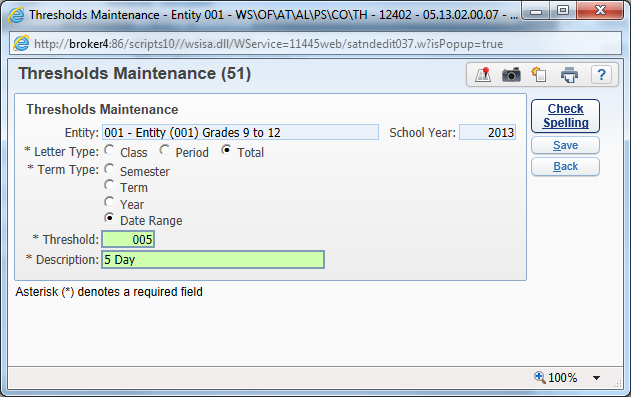 Thresholds Maintenance - Entity 001 - WS\OF\AT\AL\PS\CO\TH - 12402 - 05.13.02.00.07 - ...
http://broker4:86/scripts10//wsisa.dll/WService=11445web/satndedit037.w?isPopup=true
Thresholds Maintenance (51)
?
Thresholds Maintenance
Entity: 001 - Entity (001) Grades 9 to 12 School Year: 2013
* Letter Type: Class Period Total
* Term Type: Semester
Term
Year
Date Range
* Threshold: 005
* Description: 5 Day
Check
Spelling
Save
Back
Asterisk (*) denotes a required field
100%